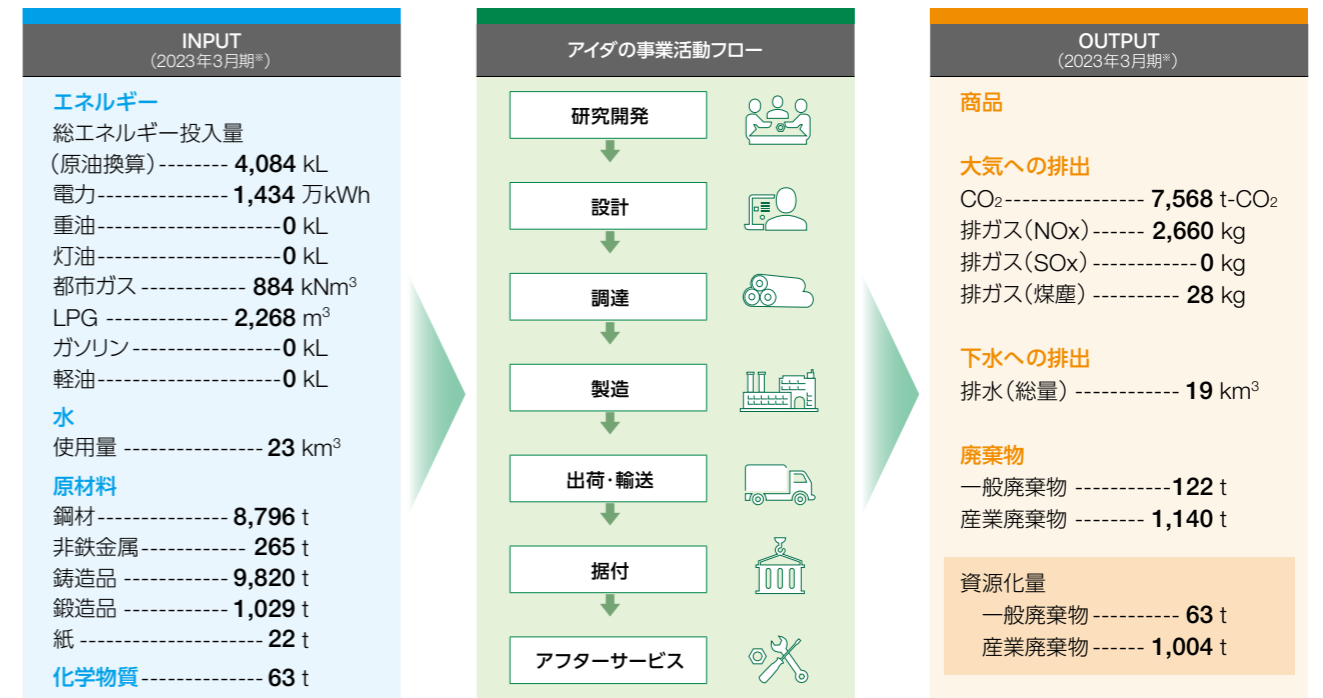 INPUT
(2023年3月期※)
エネルギー
総エネルギー投入量
(原油換算)-------- 4,084 kL
電力--------------- 1,434 万kWh
重油---------------------0 kL
灯油---------------------0 kL
都市ガス ------------ 884 kNm³
LPG -------------- 2,268 m³
ガソリン-----------------0 kL
軽油---------------------0 kL
水
使用量 ---------------- 23 km³
原材料
鋼材--------------- 8,796 t
非鉄金属------------ 265 t
鋳造品 ------------ 9,820 t
鍛造品 ------------ 1,029 t
紙 --------------------- 22 t
化学物質-------------- 63 t
アイダの事業活動フロー
研究開発
設計
調達
製造
出荷・輸送
据付
アフターサービス
OUTPUT
(2023年3月期※)
商品
大気への排出
CO₂---------------- 7,568 t-CO₂
排ガス(NOx)------ 2,660 kg
排ガス(SOx)------------0 kg
排ガス(煤塵) ---------- 28 kg
下水への排出
排水(総量) ------------ 19 km³
廃棄物
一般廃棄物 -----------122 t
産業廃棄物 -------- 1,140 t
資源化量
一般廃棄物---------- 63 t
産業廃棄物------ 1,004 t